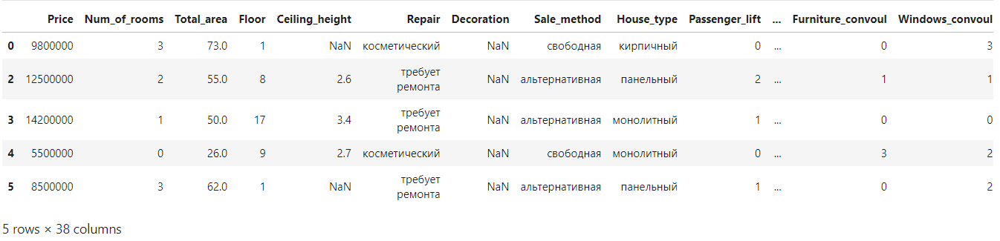 Price Num_of_rooms Total_area Floor Ceiling_height Repair Decoration Sale_method House_type Passenger_lift ... Furniture_convoul Windows_convoul
0 9800000 3 73.0 1 NaN косметический NaN свободная кирпичный 0 ... 0 3
2 12500000 2 55.0 8 2.6 требует ремонта NaN альтернативная панельный 2 ... 1 1
3 14200000 1 50.0 17 3.4 требует ремонта NaN альтернативная монолитный 1 ... 0 0
4 5500000 0 26.0 9 2.7 косметический NaN свободная монолитный 0 ... 3 2
5 8500000 3 62.0 1 NaN требует ремонта NaN альтернативная панельный 1 ... 0 2
5 rows × 38 columns